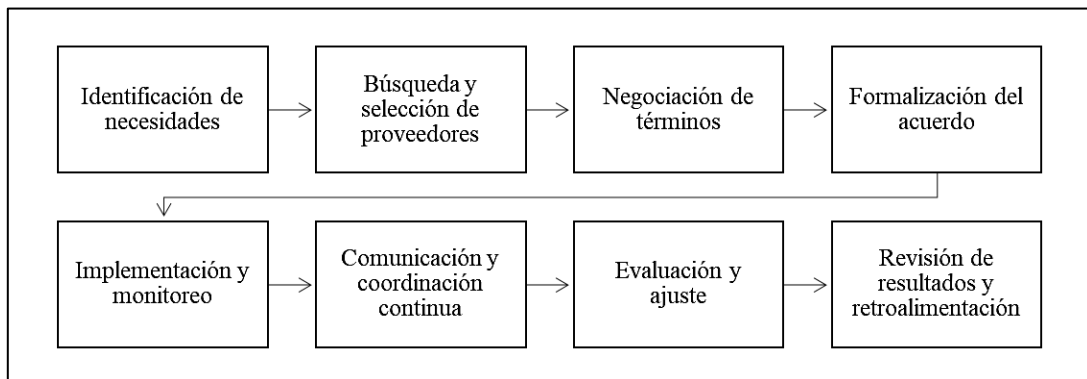 Identificación de
necesidades
Búsqueda y
selección de
proveedores
Negociación de
términos
Formalización del
acuerdo
Implementación y
monitoreo
Comunicación y
coordinación
continua
Evaluación y
ajuste
Revisión de
resultados y
retroalimentación